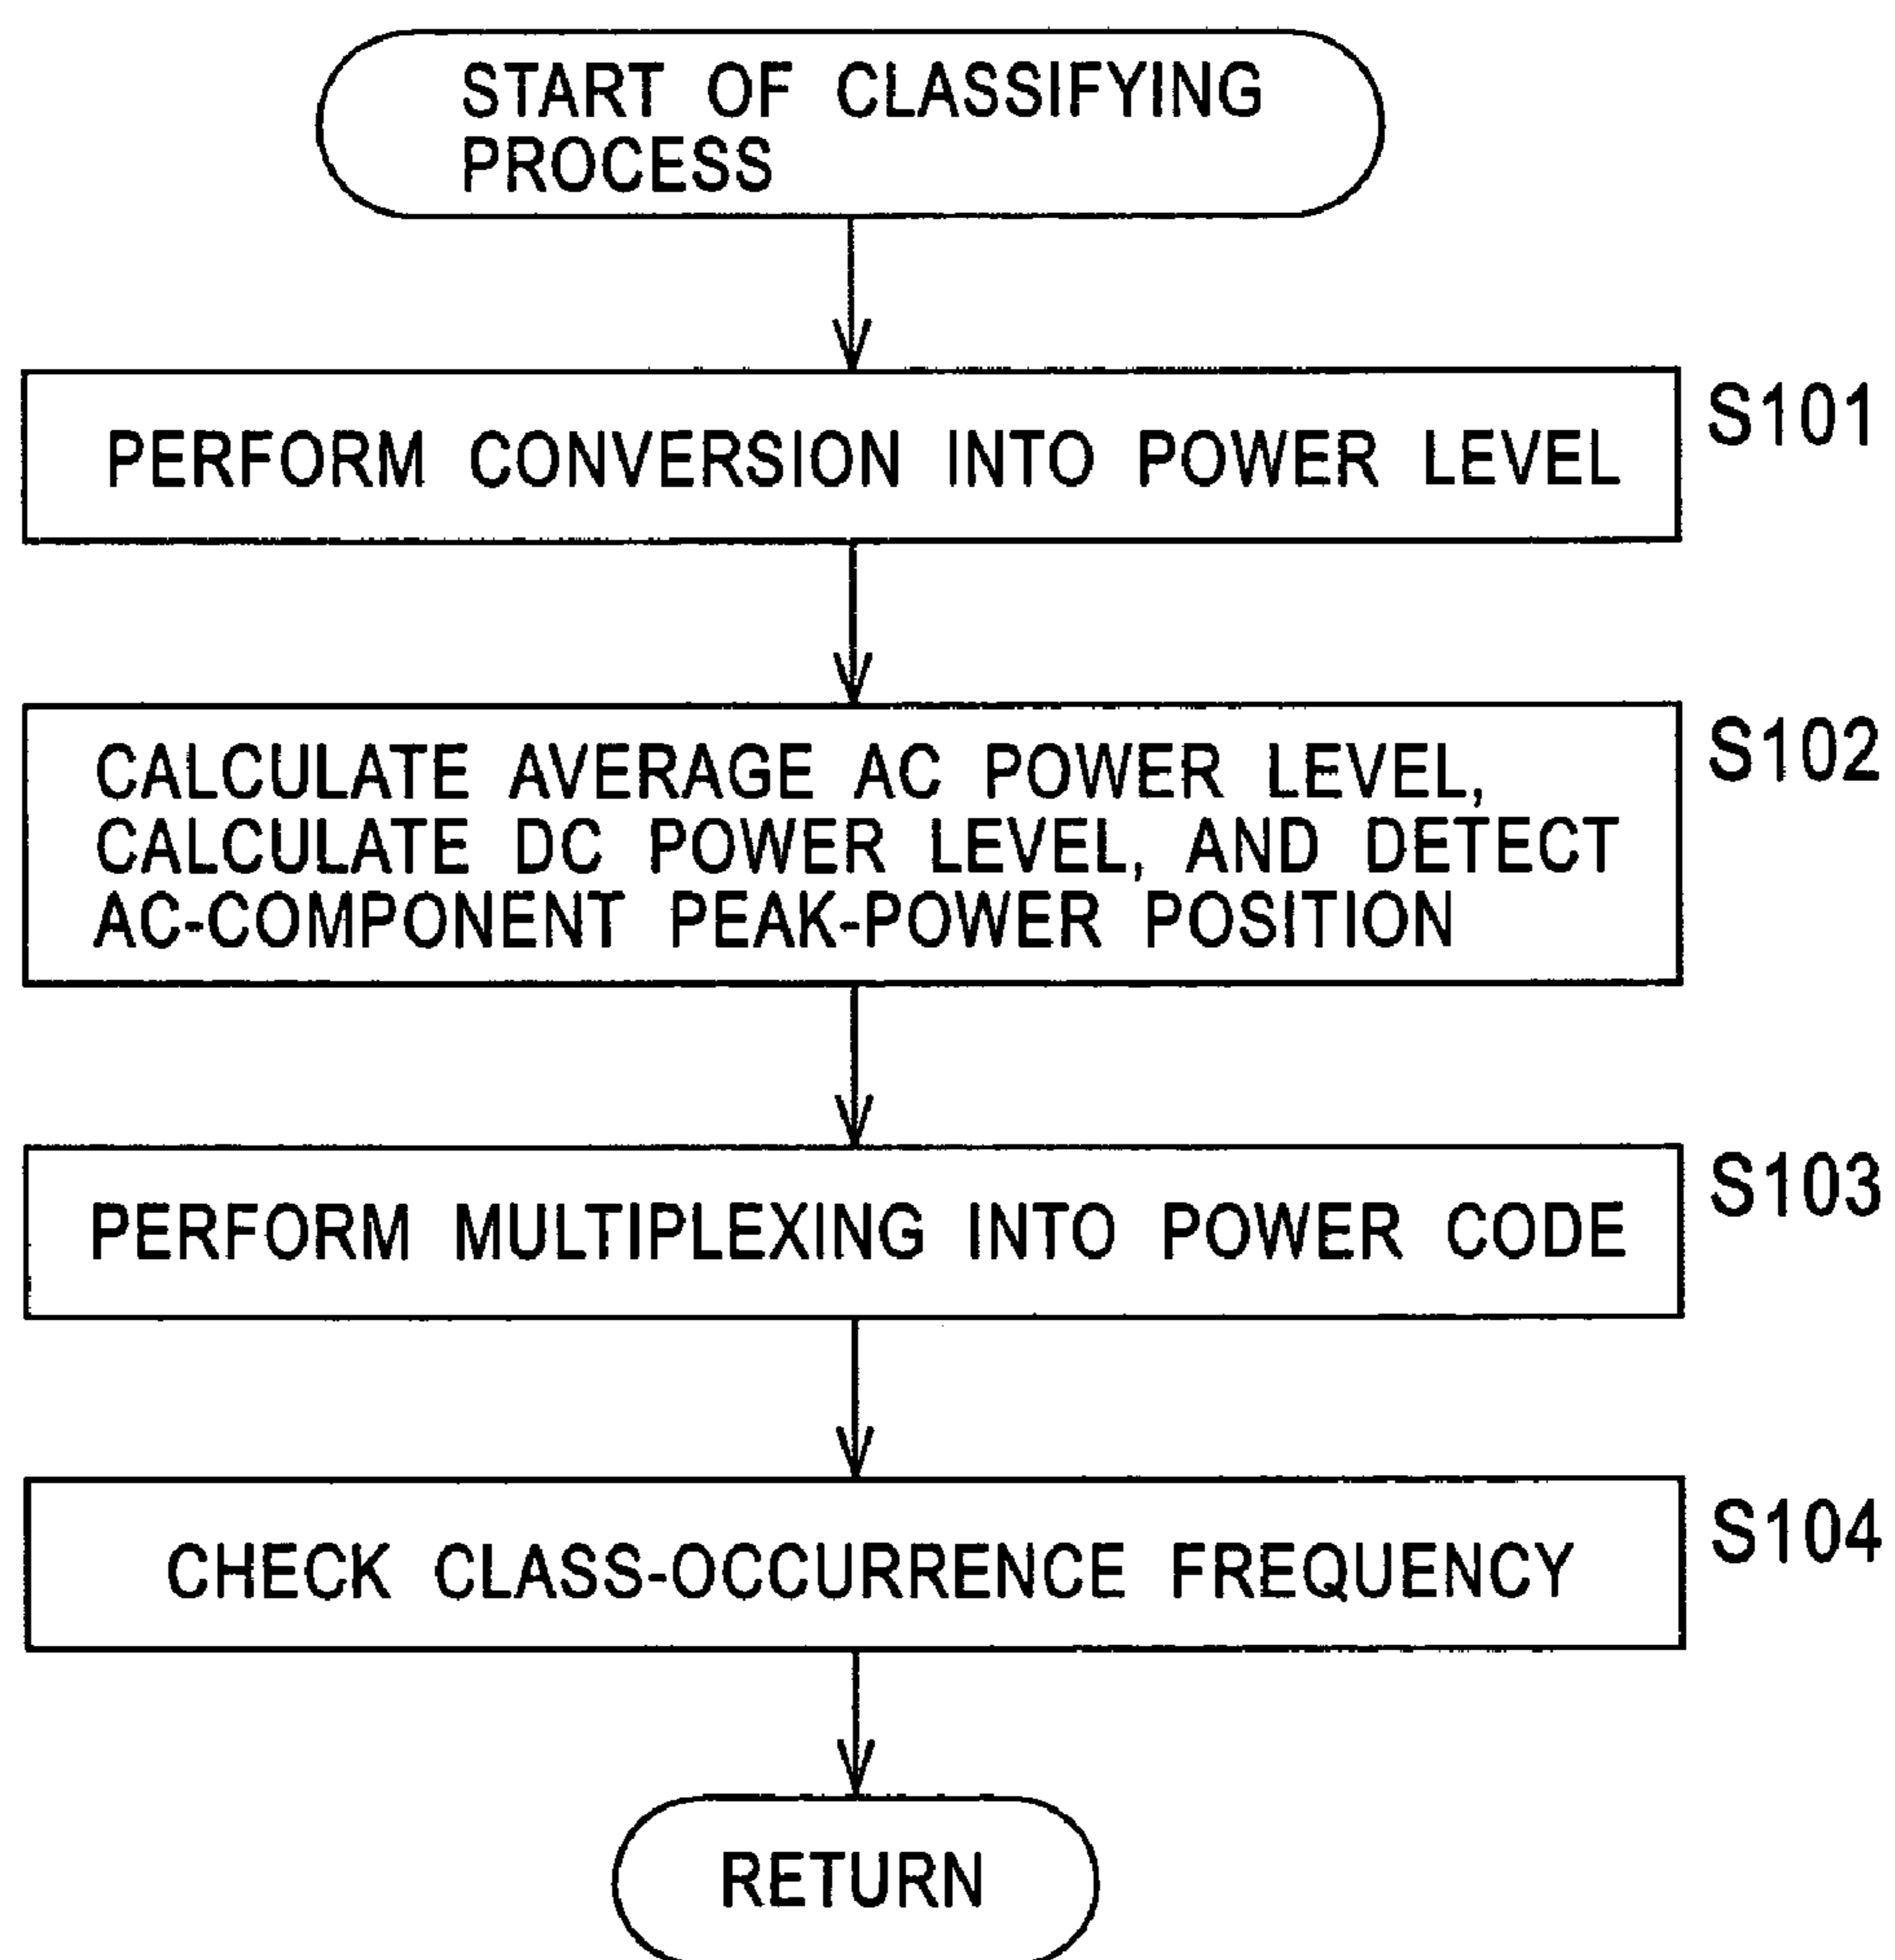 START OF CLASSIFYING
PROCESS
PERFORM CONVERSION INTO POWER LEVEL
S101
CALCULATE AVERAGE AC POWER LEVEL,
CALCULATE DC POWER LEVEL, AND DETECT
AC-COMPONENT PEAK-POWER POSITION
S102
PERFORM MULTIPLEXING INTO POWER CODE
S103
CHECK CLASS-OCCURRENCE FREQUENCY
S104
RETURN